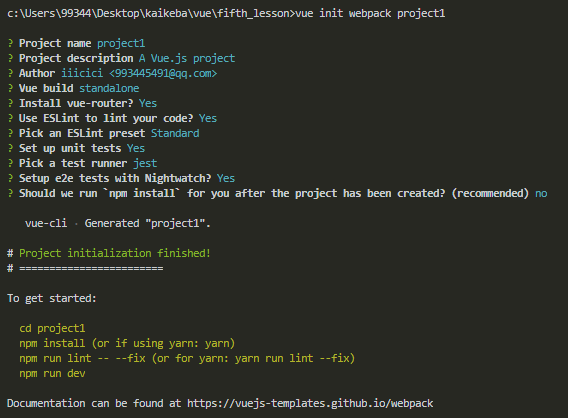 c:\Users\99344\Desktop\kaikeba\vue\fifth_lesson>vue init webpack project1
? Project name project1
? Project description A Vue.js project
? Author iiicici <993445491@qq.com>
? Vue build standalone
? Install vue-router? Yes
? Use ESLint to lint your code? Yes
? Pick an ESLint preset Standard
? Set up unit tests Yes
? Pick a test runner jest
? Setup e2e tests with Nightwatch? Yes
? Should we run `npm install` for you after the project has been created? (recommended) no
vue-cli · Generated "project1".
# Project initialization finished!
# ========================
To get started:
cd project1
npm install (or if using yarn: yarn)
npm run lint -- --fix (or for yarn: yarn run lint --fix)
npm run dev
Documentation can be found at https://vuejs-templates.github.io/webpack